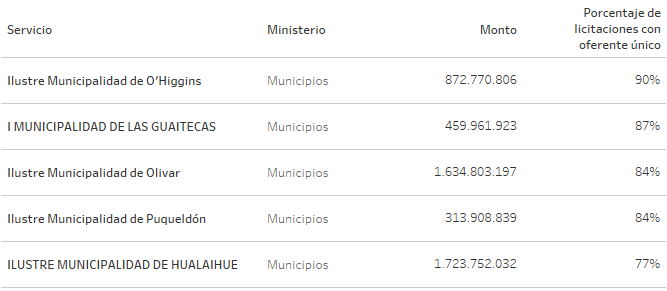 Servicio Ministerio Monto Porcentaje de
licitaciones con
oferente único
Ilustre Municipalidad de O’Higgins Municipios 872.770.806 90%
I MUNICIPALIDAD DE LAS GUAITECAS Municipios 459.961.923 87%
Ilustre Municipalidad de Olivar Municipios 1.634.803.197 84%
Ilustre Municipalidad de Puqueldón Municipios 313.908.839 84%
ILUSTRE MUNICIPALIDAD DE HUALAIHUE Municipios 1.723.752.032 77%